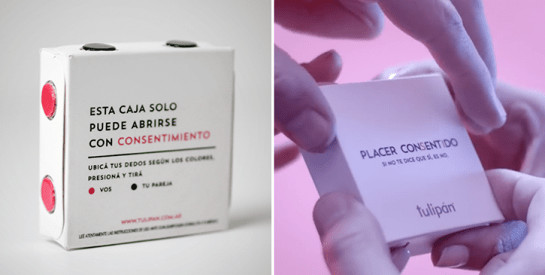 ESTA CAJA SOLO
PUEDE ABRIRSE
CON CONSENTIMIENTO
UBICÁ TUS DEDOS SEGÚN LOS COLORES,
PRESIONÁ Y TIRÁ
VOS TU PAREJA
WWW.TULIPAN.COM.AR
PLACER CONSENTIDO
SI NO TE DICE QUE SÍ, ES NO.
tulipán